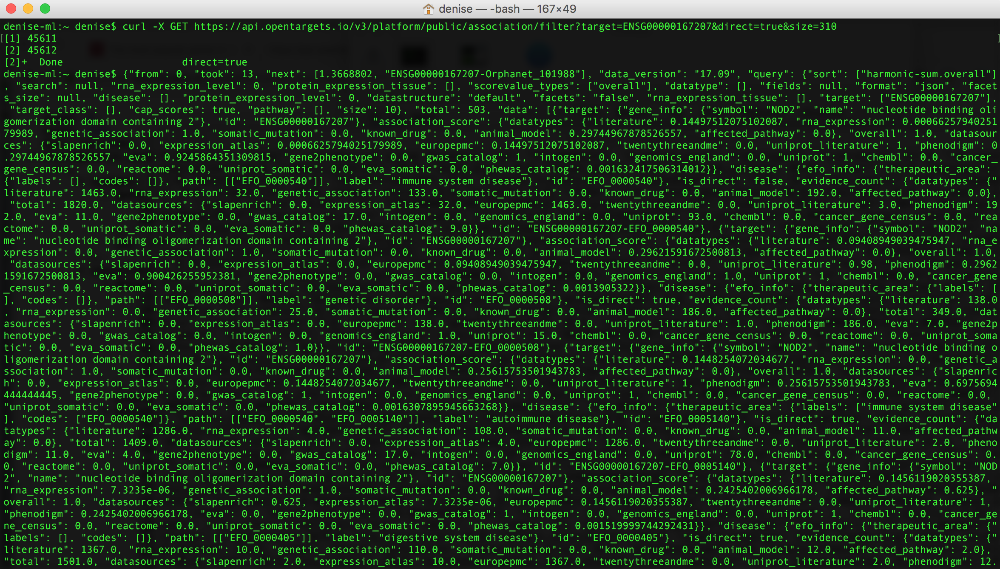 denise — -bash — 167×49
denise-ml:~ denise$ curl -X GET https://api.opentargets.io/v3/platform/public/association/filter?target=ENSG00000167207&direct=true&size=310
[[1] 45611 ]
[2] 45612
[2]+  Done                    direct=true
denise-ml:~ denise$ {"from": 0, "took": 13, "next": [1.3668802, "ENSG00000167207-Orphanet_101988"], "data_version": "17.09", "query": {"sort": ["harmonic-sum.overall"]
, "search": null, "rna_expression_level": 0, "protein_expression_tissue": [], "scorevalue_types": ["overall"], "datatype": [], "fields": null, "format": "json", "facet
s_size": null, "disease": [], "protein_expression_level": 0, "datastructure": "default", "facets": "false", "rna_expression_tissue": [], "target": ["ENSG00000167207"],
 "target_class": [], "cap_scores": true, "pathway": [], "size": 10}, "total": 503, "data": [{"target": {"gene_info": {"symbol": "NOD2", "name": "nucleotide binding oli
gomerization domain containing 2"}, "id": "ENSG00000167207"}, "association_score": {"datatypes": {"literature": 0.14497512075102087, "rna_expression": 0.00066257940251
79989, "genetic_association": 1.0, "somatic_mutation": 0.0, "known_drug": 0.0, "animal_model": 0.29744967878526557, "affected_pathway": 0.0}, "overall": 1.0, "datasour
ces": {"slapenrich": 0.0, "expression_atlas": 0.0006625794025179989, "europepmc": 0.14497512075102087, "twentythreeandme": 0.0, "uniprot_literature": 1, "phenodigm": 0
.29744967878526557, "eva": 0.9245864351309815, "gene2phenotype": 0.0, "gwas_catalog": 1, "intogen": 0.0, "genomics_england": 0.0, "uniprot": 1, "chembl": 0.0, "cancer_
gene_census": 0.0, "reactome": 0.0, "uniprot_somatic": 0.0, "eva_somatic": 0.0, "phewas_catalog": 0.001632417506314012}}, "disease": {"efo_info": {"therapeutic_area": 
{"labels": [], "codes": []}, "path": [["EFO_0000540"]], "label": "immune system disease"}, "id": "EFO_0000540"}, "is_direct": false, "evidence_count": {"datatypes": {"
literature": 1463.0, "rna_expression": 32.0, "genetic_association": 133.0, "somatic_mutation": 0.0, "known_drug": 0.0, "animal_model": 192.0, "affected_pathway": 0.0},
 "total": 1820.0, "datasources": {"slapenrich": 0.0, "expression_atlas": 32.0, "europepmc": 1463.0, "twentythreeandme": 0.0, "uniprot_literature": 3.0, "phenodigm": 19
2.0, "eva": 11.0, "gene2phenotype": 0.0, "gwas_catalog": 17.0, "intogen": 0.0, "genomics_england": 0.0, "uniprot": 93.0, "chembl": 0.0, "cancer_gene_census": 0.0, "rea
ctome": 0.0, "uniprot_somatic": 0.0, "eva_somatic": 0.0, "phewas_catalog": 9.0}}, "id": "ENSG00000167207-EFO_0000540"}, {"target": {"gene_info": {"symbol": "NOD2", "na
me": "nucleotide binding oligomerization domain containing 2"}, "id": "ENSG00000167207"}, "association_score": {"datatypes": {"literature": 0.09408949039475947, "rna_e
xpression": 0.0, "genetic_association": 1.0, "somatic_mutation": 0.0, "known_drug": 0.0, "animal_model": 0.29621591672500813, "affected_pathway": 0.0}, "overall": 1.0,
 "datasources": {"slapenrich": 0.0, "expression_atlas": 0.0, "europepmc": 0.09408949039475947, "twentythreeandme": 0.0, "uniprot_literature": 0.98, "phenodigm": 0.2962
1591672500813, "eva": 0.900426255952381, "gene2phenotype": 0.0, "gwas_catalog": 0.0, "intogen": 0.0, "genomics_england": 1.0, "uniprot": 1, "chembl": 0.0, "cancer_gene
_census": 0.0, "reactome": 0.0, "uniprot_somatic": 0.0, "eva_somatic": 0.0, "phewas_catalog": 0.0013905322}}, "disease": {"efo_info": {"therapeutic_area": {"labels": [
], "codes": []}, "path": [["EFO_0000508"]], "label": "genetic disorder"}, "id": "EFO_0000508"}, "is_direct": true, "evidence_count": {"datatypes": {"literature": 138.0
, "rna_expression": 0.0, "genetic_association": 25.0, "somatic_mutation": 0.0, "known_drug": 0.0, "animal_model": 186.0, "affected_pathway": 0.0}, "total": 349.0, "dat
asources": {"slapenrich": 0.0, "expression_atlas": 0.0, "europepmc": 138.0, "twentythreeandme": 0.0, "uniprot_literature": 1.0, "phenodigm": 186.0, "eva": 7.0, "gene2p
henotype": 0.0, "gwas_catalog": 0.0, "intogen": 0.0, "genomics_england": 1.0, "uniprot": 15.0, "chembl": 0.0, "cancer_gene_census": 0.0, "reactome": 0.0, "uniprot_soma
tic": 0.0, "eva_somatic": 0.0, "phewas_catalog": 1.0}}, "id": "ENSG00000167207-EFO_0000508"}, {"target": {"gene_info": {"symbol": "NOD2", "name": "nucleotide binding o
ligomerization domain containing 2"}, "id": "ENSG00000167207"}, "association_score": {"datatypes": {"literature": 0.1448254072034677, "rna_expression": 0.0, "genetic_a
ssociation": 1.0, "somatic_mutation": 0.0, "known_drug": 0.0, "animal_model": 0.25615753501943783, "affected_pathway": 0.0}, "overall": 1.0, "datasources": {"slapenric
h": 0.0, "expression_atlas": 0.0, "europepmc": 0.1448254072034677, "twentythreeandme": 0.0, "uniprot_literature": 1, "phenodigm": 0.25615753501943783, "eva": 0.6975694
444444445, "gene2phenotype": 0.0, "gwas_catalog": 1, "intogen": 0.0, "genomics_england": 0.0, "uniprot": 1, "chembl": 0.0, "cancer_gene_census": 0.0, "reactome": 0.0, 
"uniprot_somatic": 0.0, "eva_somatic": 0.0, "phewas_catalog": 0.0016307895945663268}}, "disease": {"efo_info": {"therapeutic_area": {"labels": ["immune system disease"
], "codes": ["EFO_0000540"]}, "path": [["EFO_0000540", "EFO_0005140"]], "label": "autoimmune disease"}, "id": "EFO_0005140"}, "is_direct": true, "evidence_count": {"da
tatypes": {"literature": 1286.0, "rna_expression": 4.0, "genetic_association": 108.0, "somatic_mutation": 0.0, "known_drug": 0.0, "animal_model": 11.0, "affected_pathw
ay": 0.0}, "total": 1409.0, "datasources": {"slapenrich": 0.0, "expression_atlas": 4.0, "europepmc": 1286.0, "twentythreeandme": 0.0, "uniprot_literature": 2.0, "pheno
digm": 11.0, "eva": 4.0, "gene2phenotype": 0.0, "gwas_catalog": 17.0, "intogen": 0.0, "genomics_england": 0.0, "uniprot": 78.0, "chembl": 0.0, "cancer_gene_census": 0.
0, "reactome": 0.0, "uniprot_somatic": 0.0, "eva_somatic": 0.0, "phewas_catalog": 7.0}}, "id": "ENSG00000167207-EFO_0005140"}, {"target": {"gene_info": {"symbol": "NOD
2", "name": "nucleotide binding oligomerization domain containing 2"}, "id": "ENSG00000167207"}, "association_score": {"datatypes": {"literature": 0.1456119020355387, 
"rna_expression": 7.3235e-06, "genetic_association": 1.0, "somatic_mutation": 0.0, "known_drug": 0.0, "animal_model": 0.2425402006966178, "affected_pathway": 0.625}, "
overall": 1.0, "datasources": {"slapenrich": 0.625, "expression_atlas": 7.3235e-06, "europepmc": 0.1456119020355387, "twentythreeandme": 0.0, "uniprot_literature": 1, 
"phenodigm": 0.2425402006966178, "eva": 0.0, "gene2phenotype": 0.0, "gwas_catalog": 1, "intogen": 0.0, "genomics_england": 0.0, "uniprot": 1, "chembl": 0.0, "cancer_ge
ne_census": 0.0, "reactome": 0.0, "uniprot_somatic": 0.0, "eva_somatic": 0.0, "phewas_catalog": 0.001519999744292431}}, "disease": {"efo_info": {"therapeutic_area": {"
labels": [], "codes": []}, "path": [["EFO_0000405"]], "label": "digestive system disease"}, "id": "EFO_0000405"}, "is_direct": true, "evidence_count": {"datatypes": {"
literature": 1367.0, "rna_expression": 10.0, "genetic_association": 110.0, "somatic_mutation": 0.0, "known_drug": 0.0, "animal_model": 12.0, "affected_pathway": 2.0}, 
"total": 1501.0, "datasources": {"slapenrich": 2.0, "expression_atlas": 10.0, "europepmc": 1367.0, "twentythreeandme": 0.0, "uniprot_literature": 2.0, "phenodigm": 12.